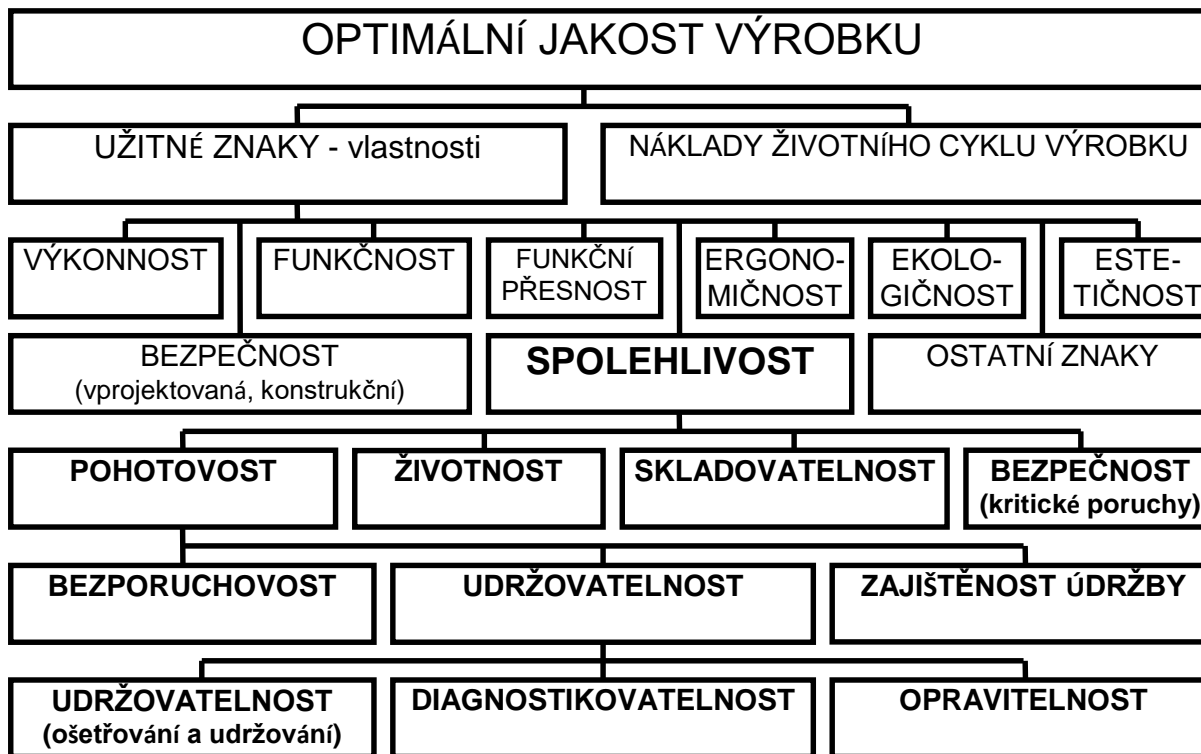 OPTIMÁLNÍ JAKOST VÝROBKU
UŽITNÉ ZNAKY - vlastnosti
NÁKLADY ŽIVOTNÍHO CYKLU VÝROBKU
VÝKONNOST
FUNKČNOST
FUNKČNÍ
PŘESNOST
ERGONO-
MIČNOST
EKOLO-
GIČNOST
ESTE-
TIČNOST
BEZPEČNOST
(vprojektovaná, konstrukční)
SPOLEHLIVOST
OSTATNÍ ZNAKY
POHOTOVOST
ŽIVOTNOST
SKLADOVATELNOST
BEZPEČNOST
(kritické poruchy)
BEZPORUCHOVOST
UDRŽOVATELNOST
ZAJIŠTĚNOST ÚDRŽBY
UDRŽOVATELNOST
(ošetřování a udržování)
DIAGNOSTIKOVATELNOST
OPRAVITELNOST